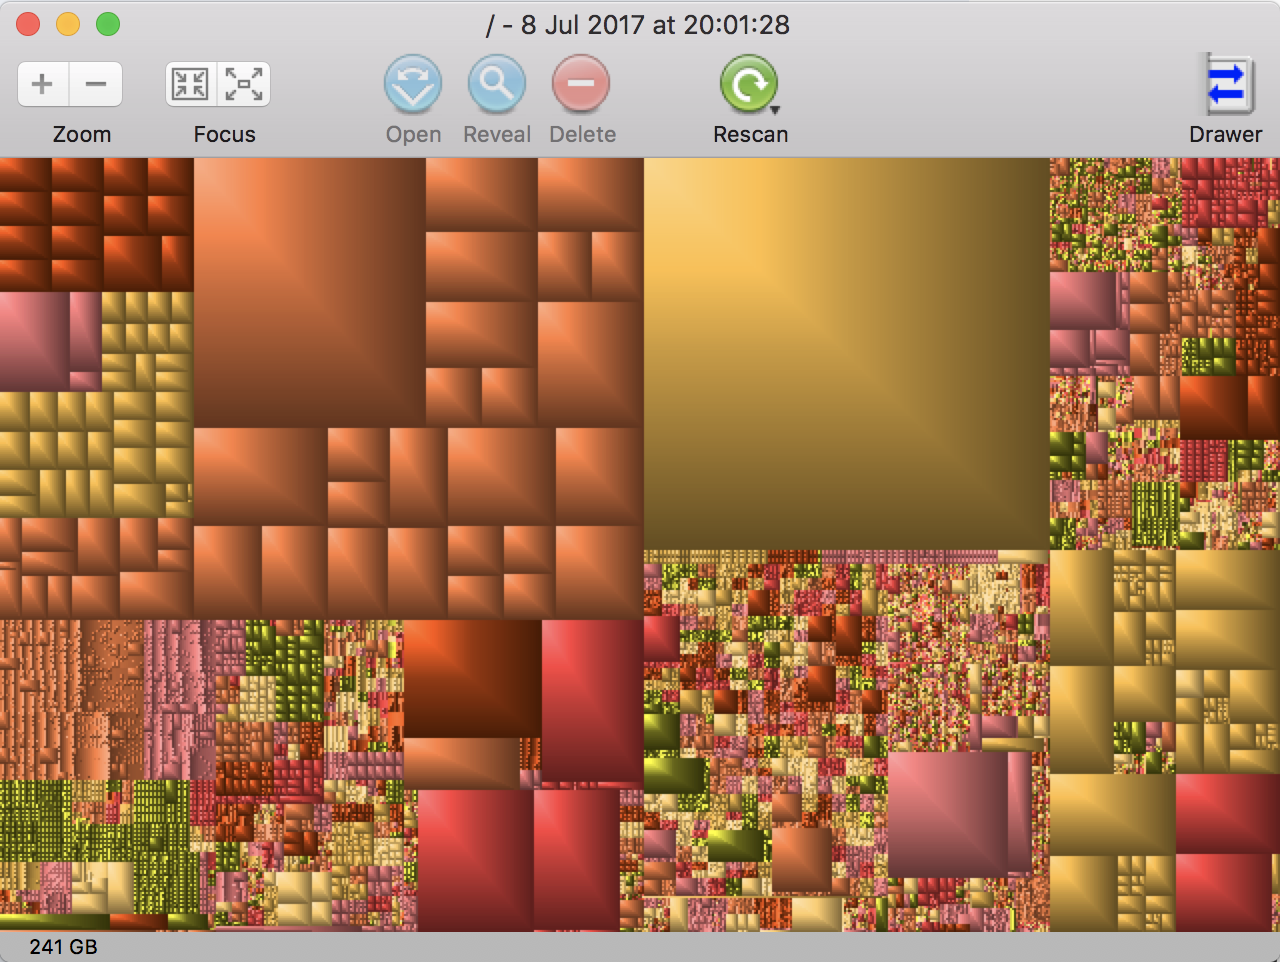 / - 8 Jul 2017 at 20:01:28
Zoom Focus Open Reveal Delete Rescan Drawer
241 GB